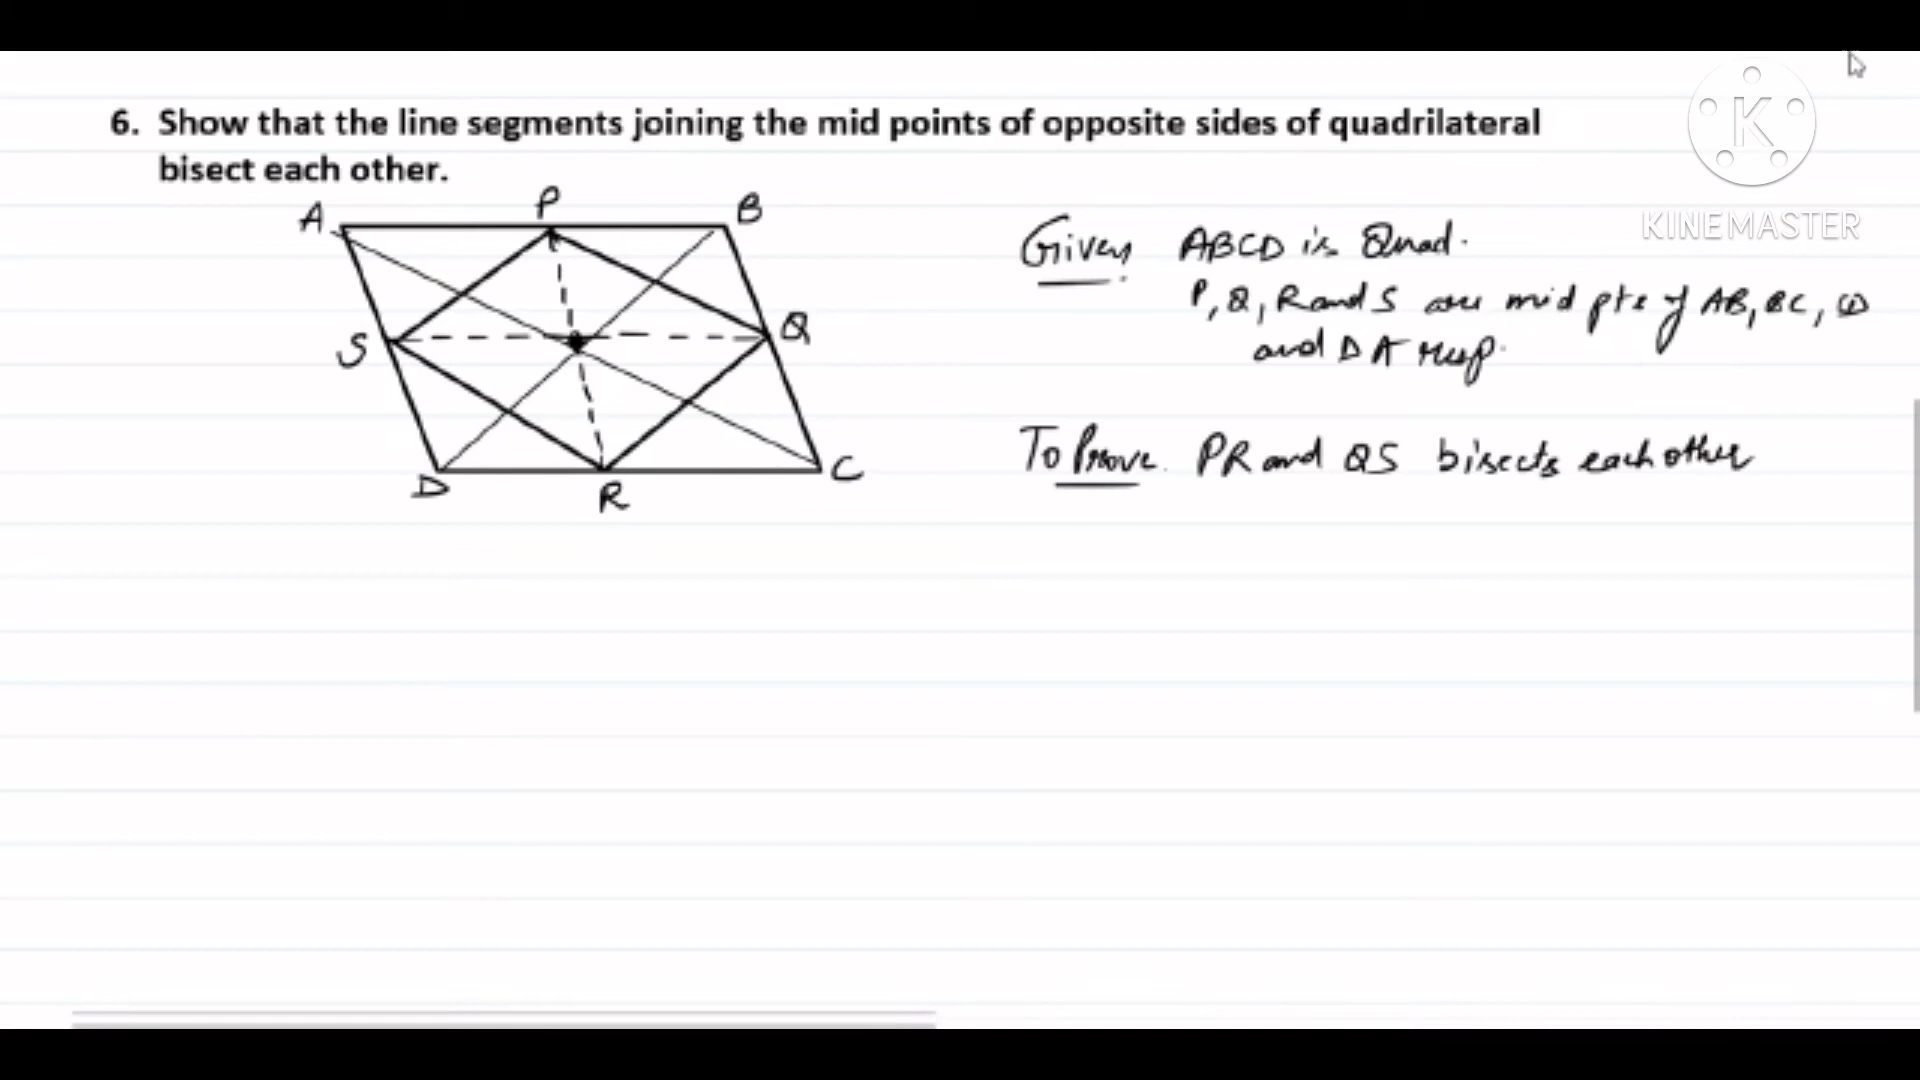 6. Show that the line segments joining the mid points of opposite sides of quadrilateral
bisect each other.
KINEMASTER
A P B
S Q
D R C
Given ABCD is Quad.
P, Q, R and S are mid pts of AB, BC, CD
and DA resp.
To Prove. PR and QS bisects each other